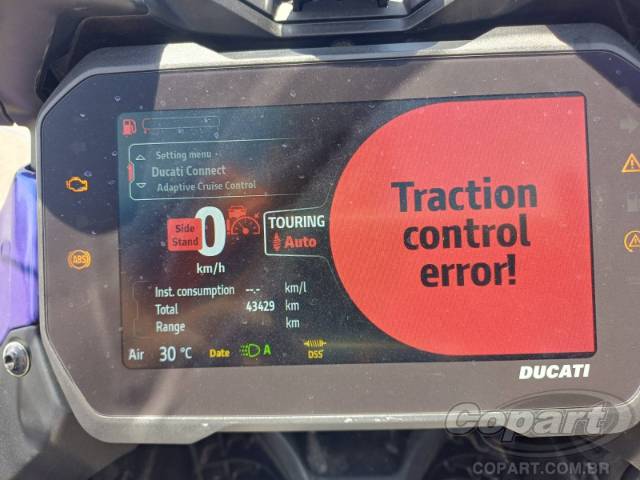 Setting menu
Ducati Connect
Adaptive Cruise Control
Side
Stand
0
km/h
TOURING
Auto
Traction
control
error!
ABS
Inst. consumption --.- km/l
Total 43429 km
Range km
Air 30 °C Date A DSS
DUCATI
Copart
COPART.COM.BR